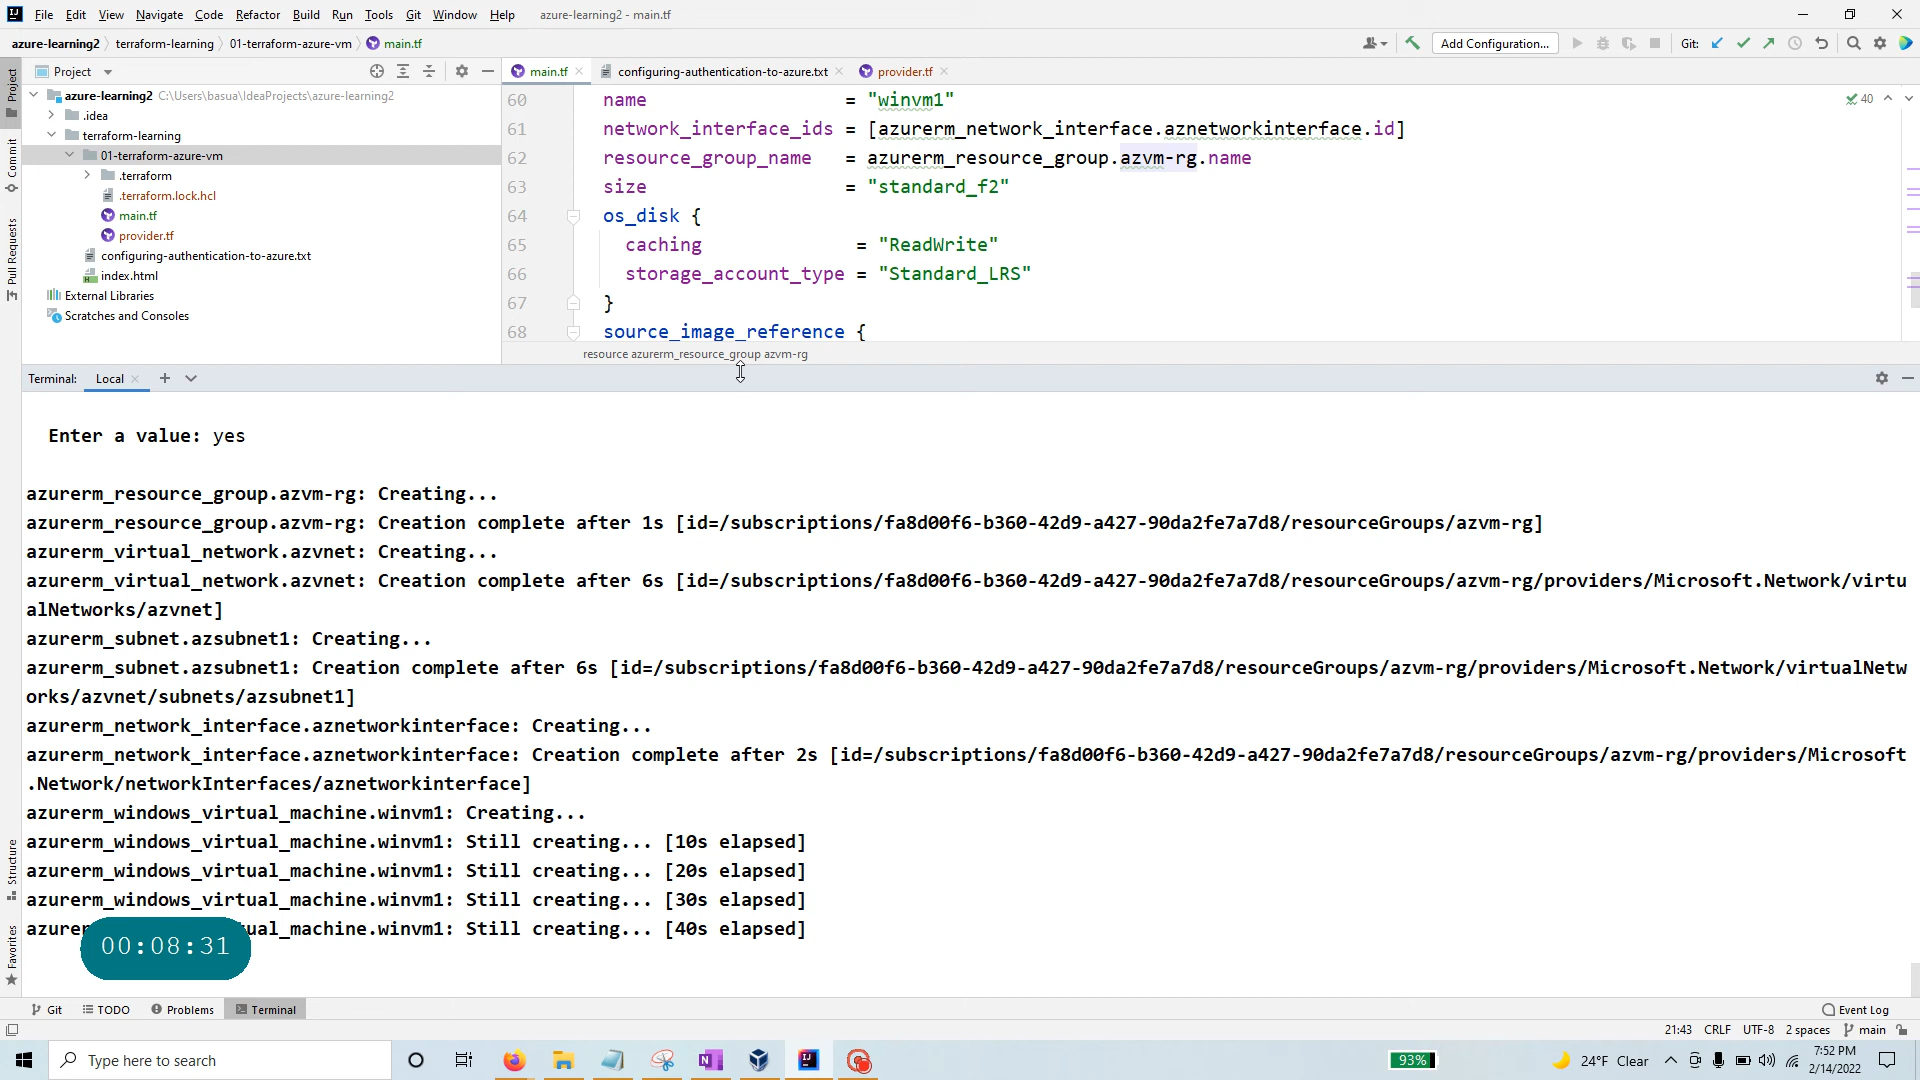 File Edit View Navigate Code Refactor Build Run Tools Git Window Help azure-learning2 - main.tf
azure-learning2 terraform-learning 01-terraform-azure-vm main.tf Add Configuration... Git:
Project main.tf configuring-authentication-to-azure.txt provider.tf
azure-learning2 C:\Users\basua\IdeaProjects\azure-learning2
.idea
terraform-learning
01-terraform-azure-vm
.terraform
.terraform.lock.hcl
main.tf
provider.tf
configuring-authentication-to-azure.txt
index.html
External Libraries
Scratches and Consoles
Project
Commit
Pull Requests
Structure
Favorites
60 name = "winvm1"
61 network_interface_ids = [azurerm_network_interface.aznetworkinterface.id]
62 resource_group_name = azurerm_resource_group.azvm-rg.name
63 size = "standard_f2"
64 os_disk {
65 caching = "ReadWrite"
66 storage_account_type = "Standard_LRS"
67 }
68 source_image_reference {
40
resource azurerm_resource_group azvm-rg
Terminal: Local
Enter a value: yes
azurerm_resource_group.azvm-rg: Creating...
azurerm_resource_group.azvm-rg: Creation complete after 1s [id=/subscriptions/fa8d00f6-b360-42d9-a427-90da2fe7a7d8/resourceGroups/azvm-rg]
azurerm_virtual_network.azvnet: Creating...
azurerm_virtual_network.azvnet: Creation complete after 6s [id=/subscriptions/fa8d00f6-b360-42d9-a427-90da2fe7a7d8/resourceGroups/azvm-rg/providers/Microsoft.Network/virtu
alNetworks/azvnet]
azurerm_subnet.azsubnet1: Creating...
azurerm_subnet.azsubnet1: Creation complete after 6s [id=/subscriptions/fa8d00f6-b360-42d9-a427-90da2fe7a7d8/resourceGroups/azvm-rg/providers/Microsoft.Network/virtualNetw
orks/azvnet/subnets/azsubnet1]
azurerm_network_interface.aznetworkinterface: Creating...
azurerm_network_interface.aznetworkinterface: Creation complete after 2s [id=/subscriptions/fa8d00f6-b360-42d9-a427-90da2fe7a7d8/resourceGroups/azvm-rg/providers/Microsoft
.Network/networkInterfaces/aznetworkinterface]
azurerm_windows_virtual_machine.winvm1: Creating...
azurerm_windows_virtual_machine.winvm1: Still creating... [10s elapsed]
azurerm_windows_virtual_machine.winvm1: Still creating... [20s elapsed]
azurerm_windows_virtual_machine.winvm1: Still creating... [30s elapsed]
azurer ual_machine.winvm1: Still creating... [40s elapsed]
00:08:31
Git TODO Problems Terminal Event Log
21:43 CRLF UTF-8 2 spaces main
Type here to search 93% 24°F Clear 7:52 PM
2/14/2022